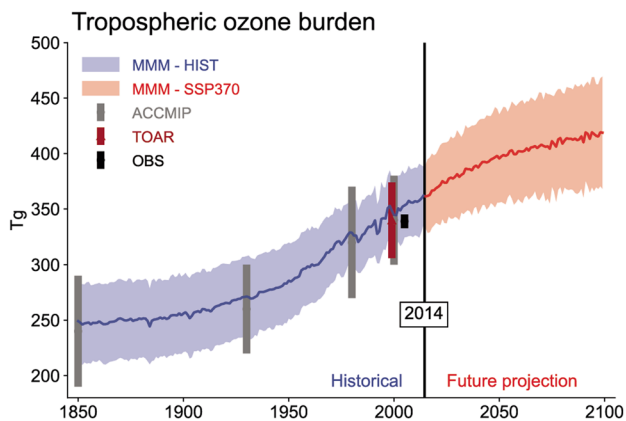 Tropospheric ozone burden
500
450
400
350
300
250
200
Tg
MMM - HIST
MMM - SSP370
ACCMIP
TOAR
OBS
2014
Historical
Future projection
1850
1900
1950
2000
2050
2100